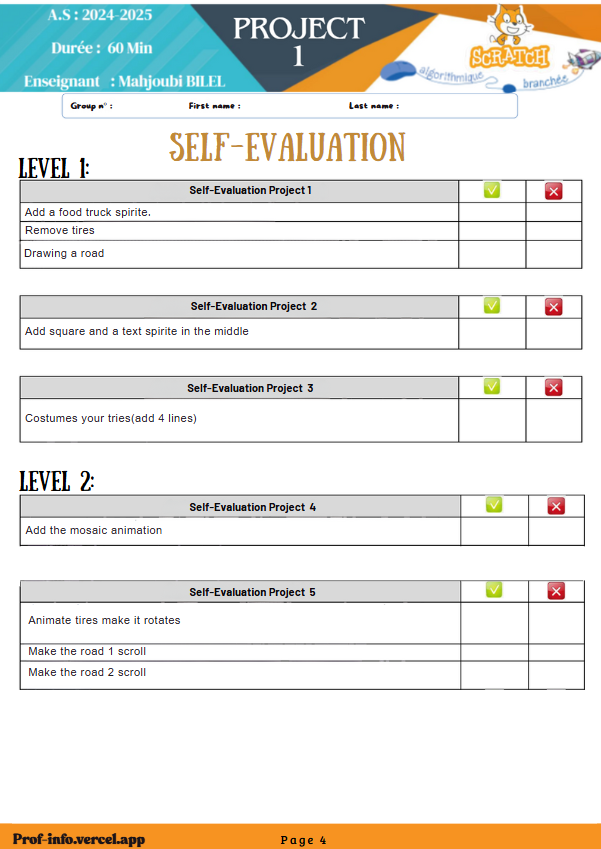 A.S : 2024-2025
Durée : 60 Min
Enseignant : Mahjoubi BILEL
PROJECT
1
SCRATCH
algorithmique
branchée
Group n° :   First name :   Last name :
SELF-EVALUATION
LEVEL 1:
Self-Evaluation Project 1
Add a food truck spirite.
Remove tires
Drawing a road
Self-Evaluation Project 2
Add square and a text spirite in the middle
Self-Evaluation Project 3
Costumes your tries(add 4 lines)
LEVEL 2:
Self-Evaluation Project 4
Add the mosaic animation
Self-Evaluation Project 5
Animate tires make it rotates
Make the road 1 scroll
Make the road 2 scroll
Prof-info.vercel.app
Page 4